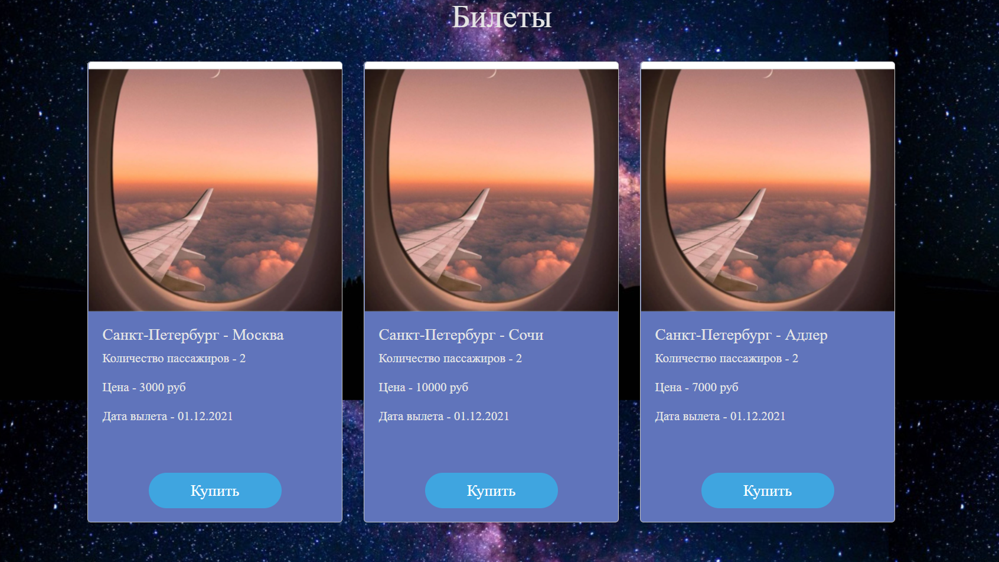 Билеты
Санкт-Петербург - Москва
Количество пассажиров - 2
Цена - 3000 руб
Дата вылета - 01.12.2021
Купить
Санкт-Петербург - Сочи
Количество пассажиров - 2
Цена - 10000 руб
Дата вылета - 01.12.2021
Купить
Санкт-Петербург - Адлер
Количество пассажиров - 2
Цена - 7000 руб
Дата вылета - 01.12.2021
Купить